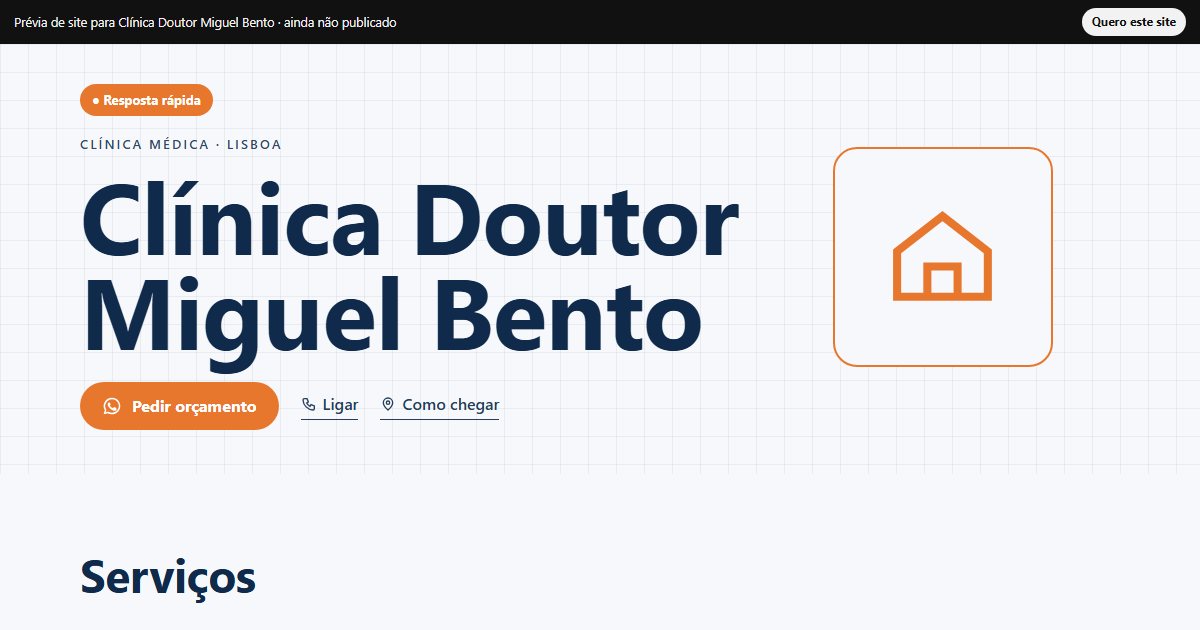 Prévia de site para Clínica Doutor Miguel Bento · ainda não publicado
Quero este site
Resposta rápida
CLÍNICA MÉDICA · LISBOA
Clínica Doutor
Miguel Bento
Pedir orçamento
Ligar
Como chegar
Serviços